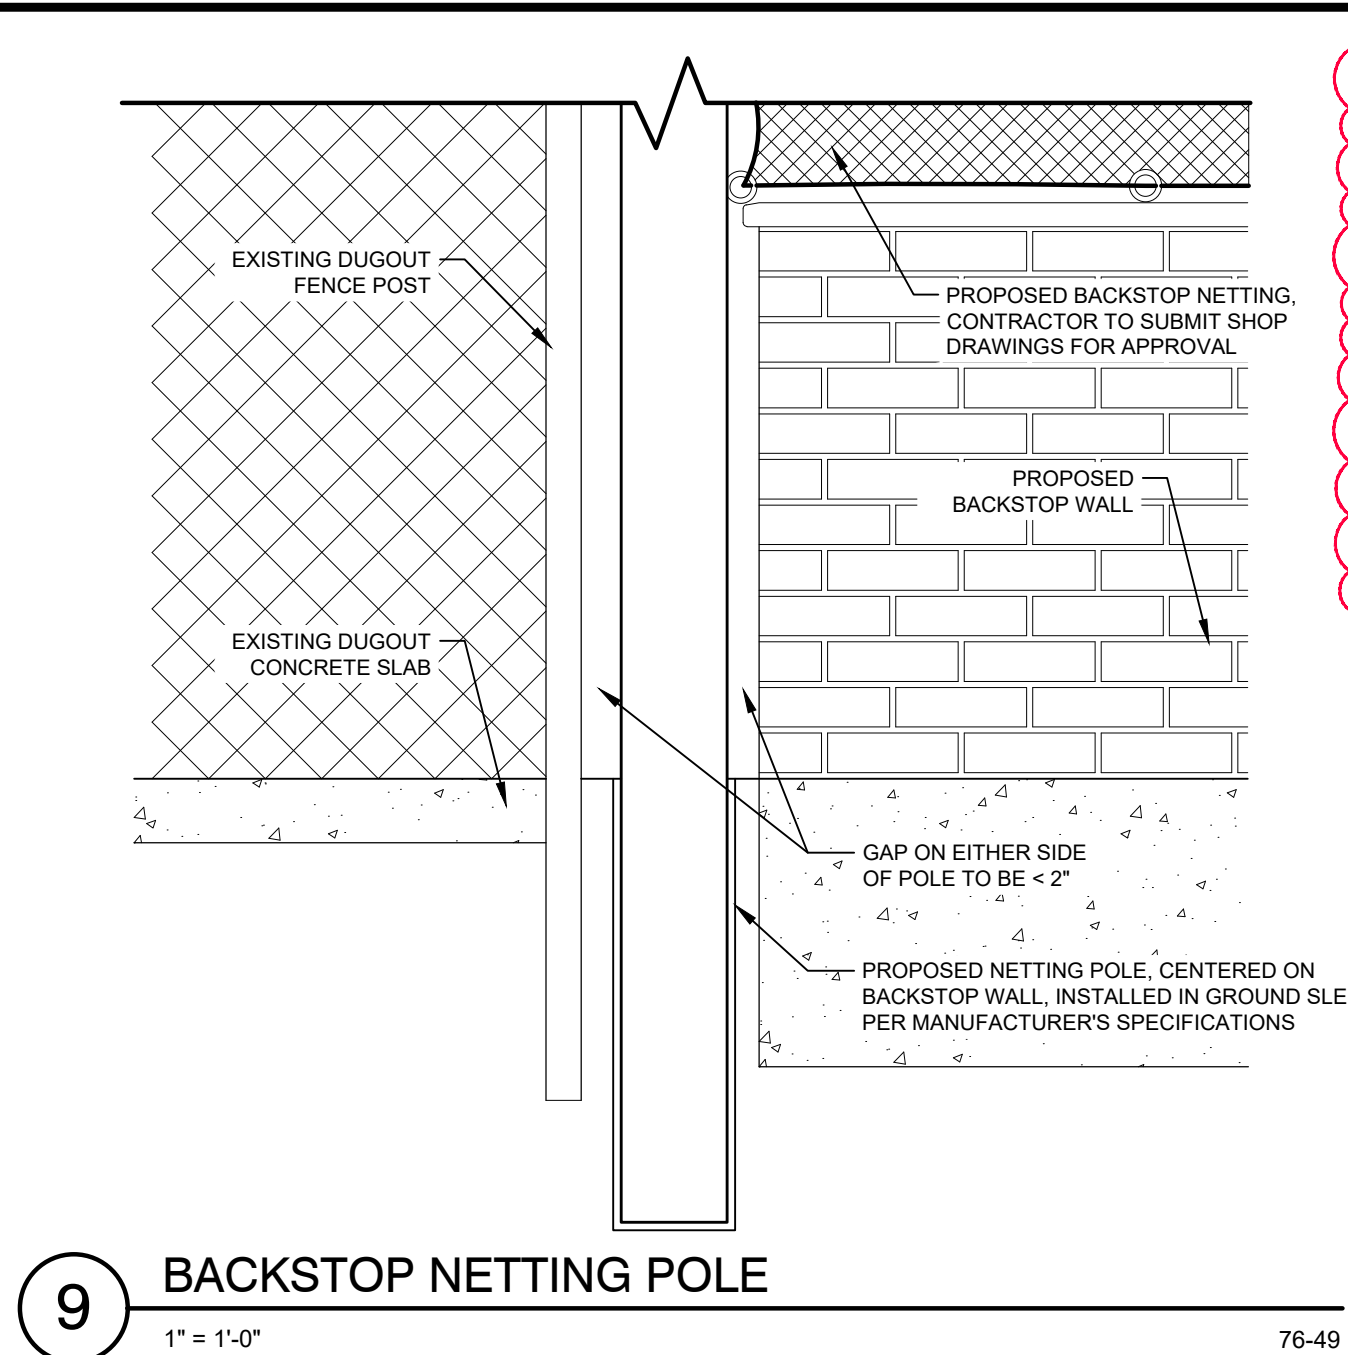 EXISTING DUGOUT
FENCE POST
PROPOSED BACKSTOP NETTING,
CONTRACTOR TO SUBMIT SHOP
DRAWINGS FOR APPROVAL
PROPOSED
BACKSTOP WALL
EXISTING DUGOUT
CONCRETE SLAB
GAP ON EITHER SIDE
OF POLE TO BE < 2"
PROPOSED NETTING POLE, CENTERED ON
BACKSTOP WALL, INSTALLED IN GROUND SLE
PER MANUFACTURER'S SPECIFICATIONS
9
BACKSTOP NETTING POLE
1" = 1'-0"
76-49